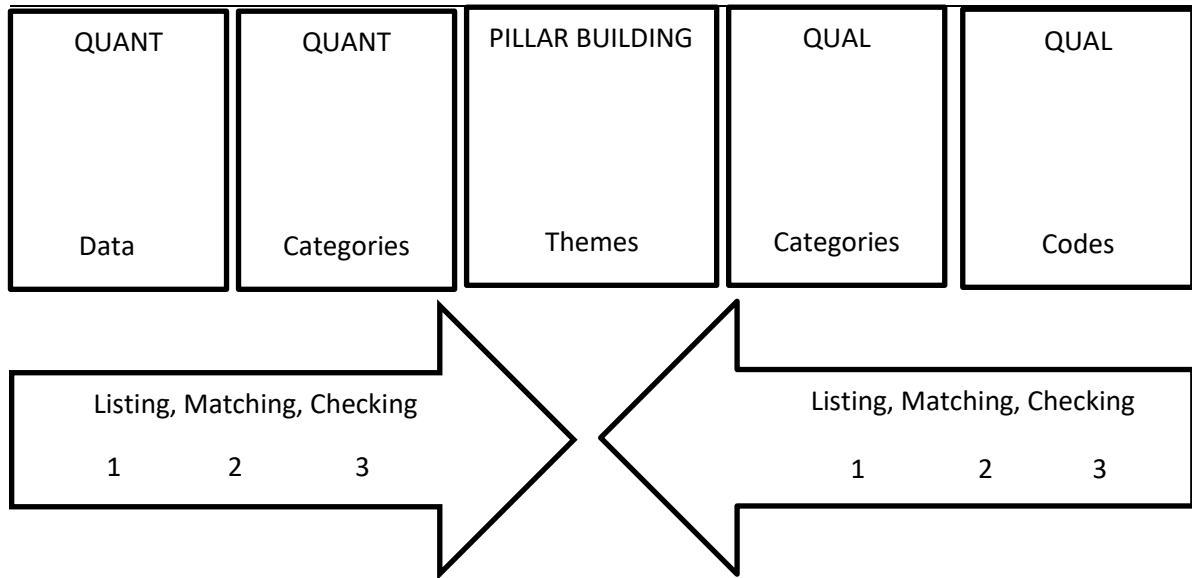 QUANT QUANT PILLAR BUILDING QUAL QUAL
Data Categories Themes Categories Codes
Listing, Matching, Checking Listing, Matching, Checking
1 2 3 1 2 3